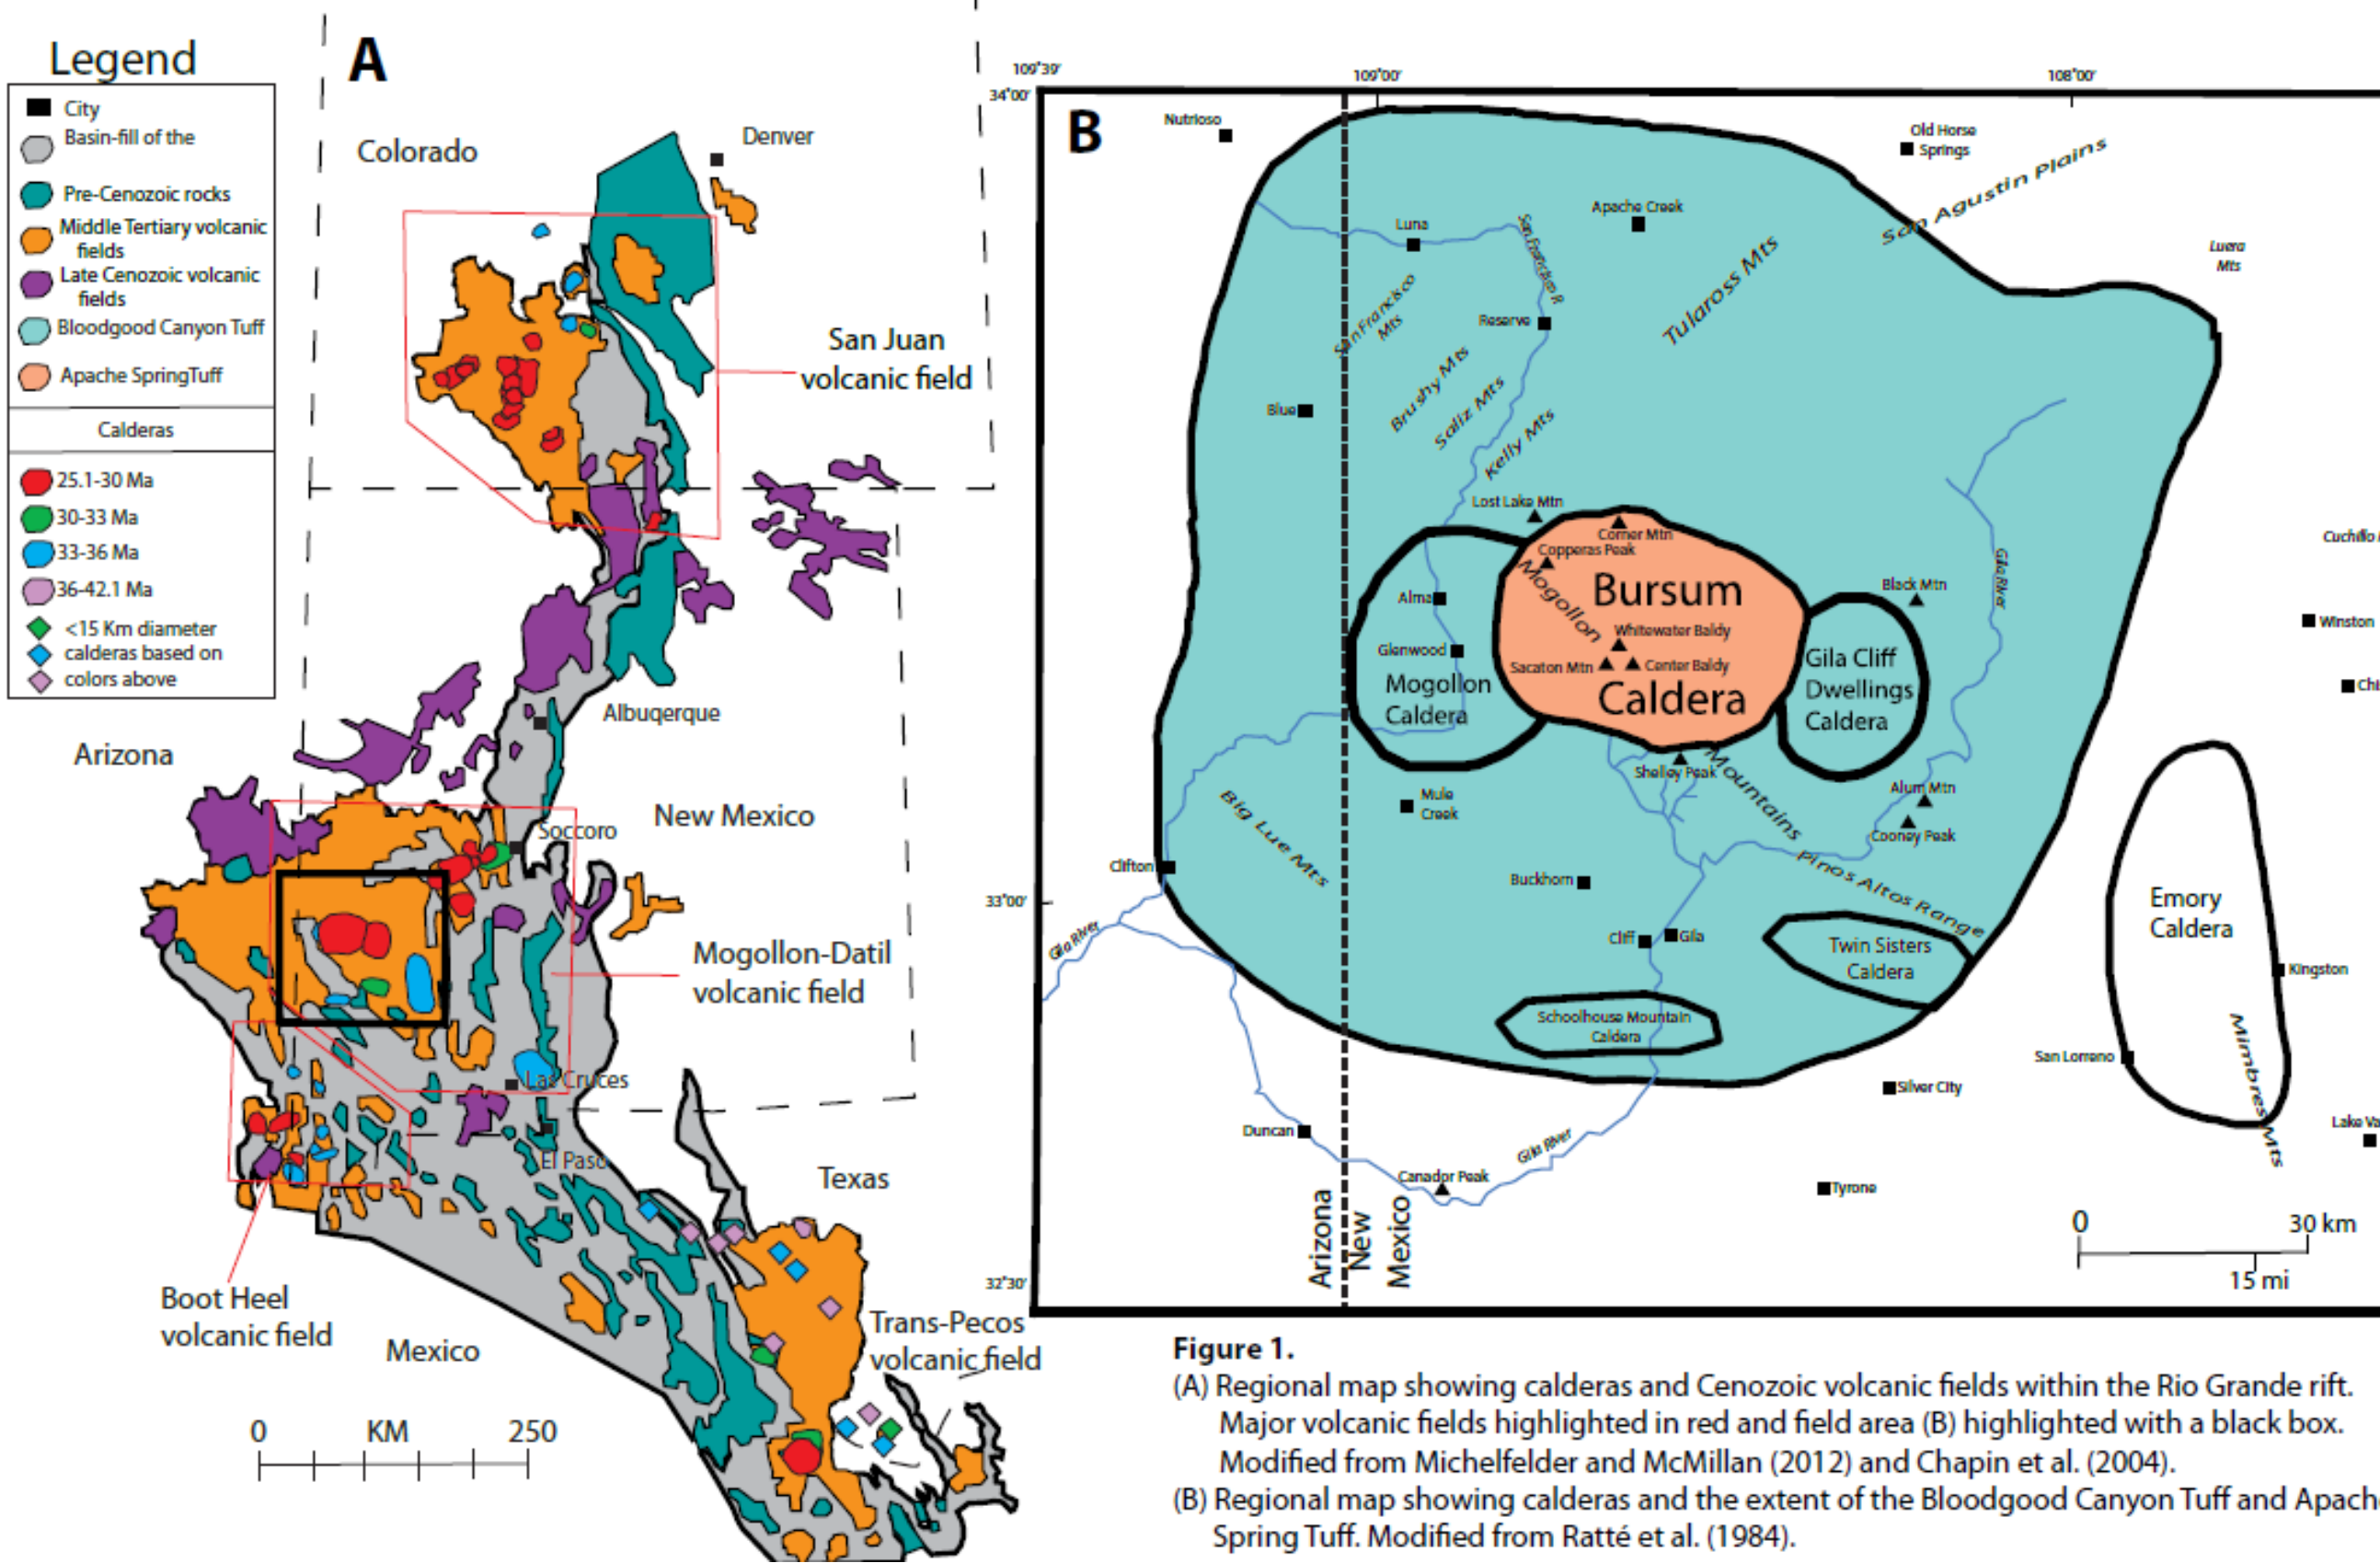 Legend
City
Basin-fill of the
Pre-Cenozoic rocks
Middle Tertiary volcanic
fields
Late Cenozoic volcanic
fields
Bloodgood Canyon Tuff
Apache SpringTuff
Calderas
25.1-30 Ma
30-33 Ma
33-36 Ma
36-42.1 Ma
<15 Km diameter
calderas based on
colors above
A
Colorado
Denver
San Juan
volcanic field
Arizona
Albuqerque
New Mexico
Soccoro
Mogollon-Datil
volcanic field
Las Cruces
El Paso
Texas
Boot Heel
volcanic field
Mexico
Trans-Pecos
volcanic field
0 KM 250
109°39'
109°00'
108°00'
34°00'
33°00'
32°30'
B
Nutrioso
Old Horse
Springs
San Agustin Plains
Apache Creek
Luna
San Francisco R
Luera
Mts
Tulaross Mts
San Francisco
Mts
Reserve
Brushy Mts
Saliz Mts
Kelly Mts
Blue
Lost Lake Mtn
Corner Mtn
Copperas Peak
Mogollon
Bursum
Caldera
Whitewater Baldy
Sacaton Mtn
Center Baldy
Alma
Glenwood
Mogollon
Caldera
Black Mtn
Gila River
Gila Cliff
Dwellings
Caldera
Cuchillo
Winston
Chi
Shelley Peak
Mountains
Alum Mtn
Cooney Peak
Mule
Creek
Big Lue Mts
Clifton
Pinos Altos Range
Buckhorn
Emory
Caldera
Gila River
Cliff
Gila
Twin Sisters
Caldera
Kingston
Schoolhouse Mountain
Caldera
Mimbres Mts
San Lorreno
Silver City
Lake Va
Duncan
Gila River
Canador Peak
Tyrone
Arizona
New
Mexico
0 30 km
15 mi
Figure 1.
(A) Regional map showing calderas and Cenozoic volcanic fields within the Rio Grande rift.
Major volcanic fields highlighted in red and field area (B) highlighted with a black box.
Modified from Michelfelder and McMillan (2012) and Chapin et al. (2004).
(B) Regional map showing calderas and the extent of the Bloodgood Canyon Tuff and Apach
Spring Tuff. Modified from Ratté et al. (1984).